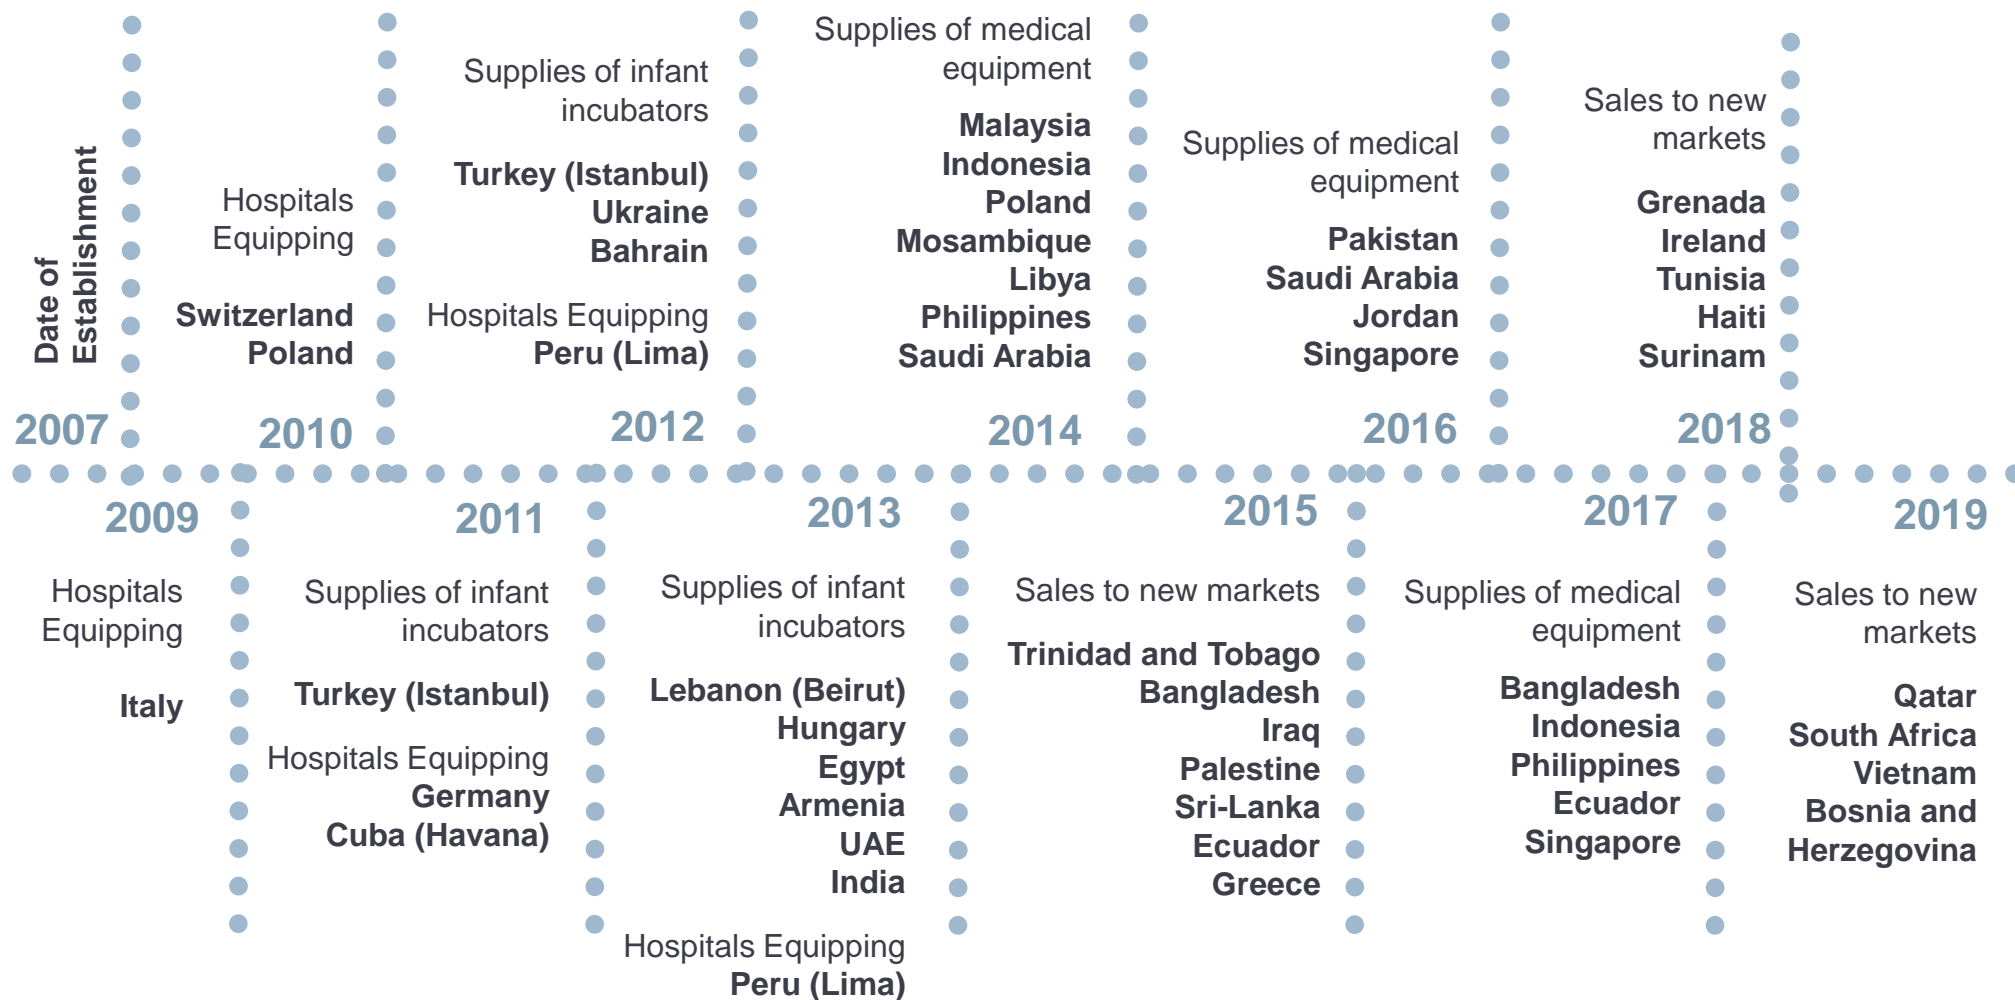 Date of
Establishment
2007
Hospitals
Equipping
Switzerland
Poland
2010
Supplies of infant
incubators
Turkey (Istanbul)
Ukraine
Bahrain
Hospitals Equipping
Peru (Lima)
2012
Supplies of medical
equipment
Malaysia
Indonesia
Poland
Mosambique
Libya
Philippines
Saudi Arabia
2014
Supplies of medical
equipment
Pakistan
Saudi Arabia
Jordan
Singapore
2016
Sales to new
markets
Grenada
Ireland
Tunisia
Haiti
Surinam
2018
2009
Hospitals
Equipping
Italy
2011
Supplies of infant
incubators
Turkey (Istanbul)
Hospitals Equipping
Germany
Cuba (Havana)
2013
Supplies of infant
incubators
Lebanon (Beirut)
Hungary
Egypt
Armenia
UAE
India
Hospitals Equipping
Peru (Lima)
2015
Sales to new markets
Trinidad and Tobago
Bangladesh
Iraq
Palestine
Sri-Lanka
Ecuador
Greece
2017
Supplies of medical
equipment
Bangladesh
Indonesia
Philippines
Ecuador
Singapore
2019
Sales to new
markets
Qatar
South Africa
Vietnam
Bosnia and
Herzegovina